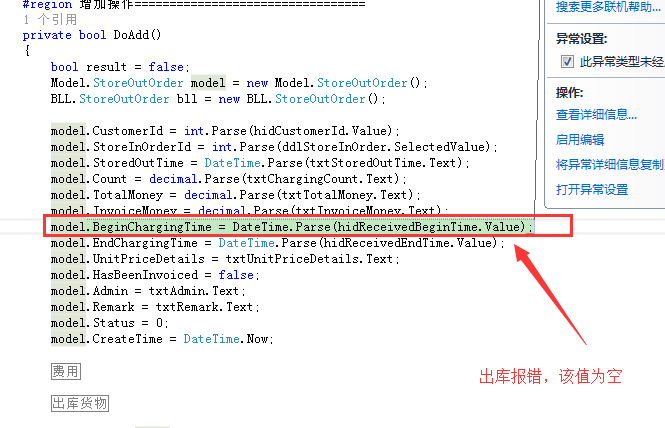 #region 增加操作=================================
1 个引用
private bool DoAdd()
{
bool result = false;
Model.StoreOutOrder model = new Model.StoreOutOrder();
BLL.StoreOutOrder bll = new BLL.StoreOutOrder();
model.CustomerId = int.Parse(hidCustomerId.Value);
model.StoreInOrderId = int.Parse(ddlStoreInOrder.SelectedValue);
model.StoredOutTime = DateTime.Parse(txtStoredOutTime.Text);
model.Count = decimal.Parse(txtChargingCount.Text);
model.TotalMoney = decimal.Parse(txtTotalMoney.Text);
model.InvoiceMoney = decimal.Parse(txtInvoiceMoney.Text);
model.BeginChargingTime = DateTime.Parse(hidReceivedBeginTime.Value);
model.EndChargingTime = DateTime.Parse(hidReceivedEndTime.Value);
model.UnitPriceDetails = txtUnitPriceDetails.Text;
model.HasBeenInvoiced = false;
model.Admin = txtAdmin.Text;
model.Remark = txtRemark.Text;
model.Status = 0;
model.CreateTime = DateTime.Now;
费用
出库货物
搜索更多联机帮助...
异常设置:
此异常类型未经
操作:
查看详细信息...
启用编辑
将异常详细信息复制
打开异常设置
出库报错，该值为空